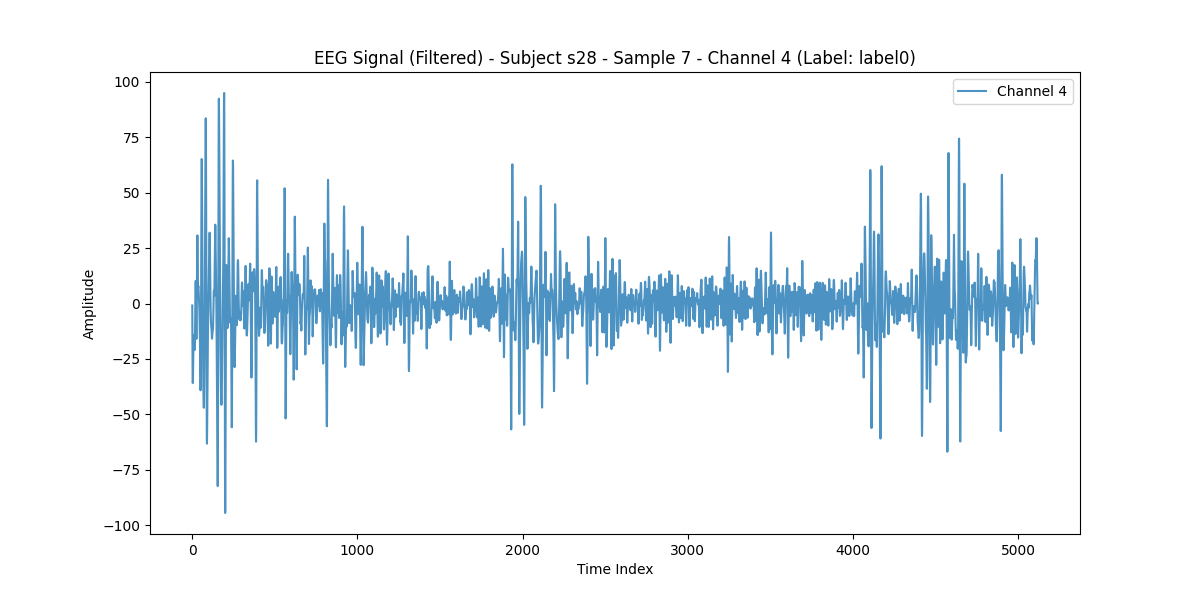 EEG Signal (Filtered) - Subject s28 - Sample 7 - Channel 4 (Label: label0)
Channel 4
100
75
50
25
0
−25
−50
−75
−100
Amplitude
0 1000 2000 3000 4000 5000
Time Index